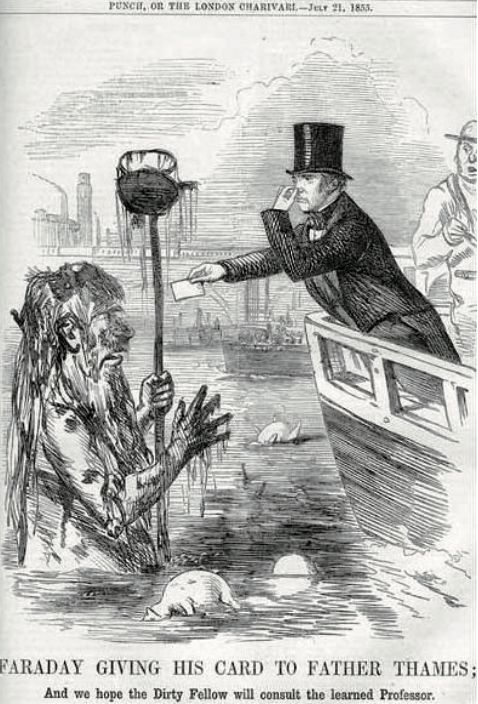 PUNCH, OR THE LONDON CHARIVARI.—JULY 21, 1855.
FARADAY GIVING HIS CARD TO FATHER THAMES;
And we hope the Dirty Fellow will consult the learned Professor.